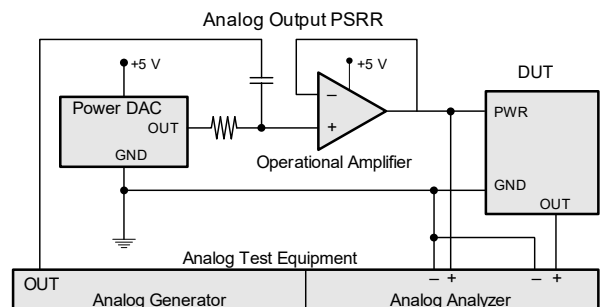 Analog Output PSRR
+5 V
+5 V
DUT
Power DAC
OUT
–
+
PWR
GND
Operational Amplifier
GND
OUT
Analog Test Equipment
OUT
– +
– +
Analog Generator
Analog Analyzer